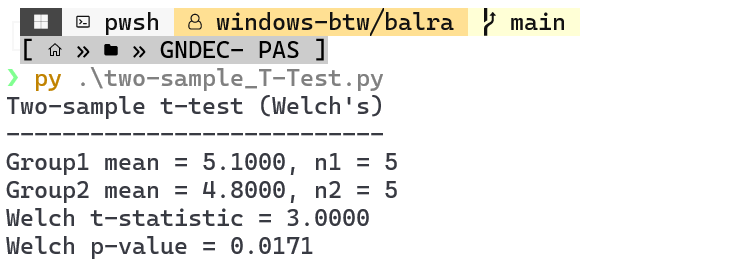 pwsh windows-btw/balra main
[ » » GNDEC- PAS ]
❯ py .\two-sample_T-Test.py
Two-sample t-test (Welch's)
---------------------------
Group1 mean = 5.1000, n1 = 5
Group2 mean = 4.8000, n2 = 5
Welch t-statistic = 3.0000
Welch p-value = 0.0171